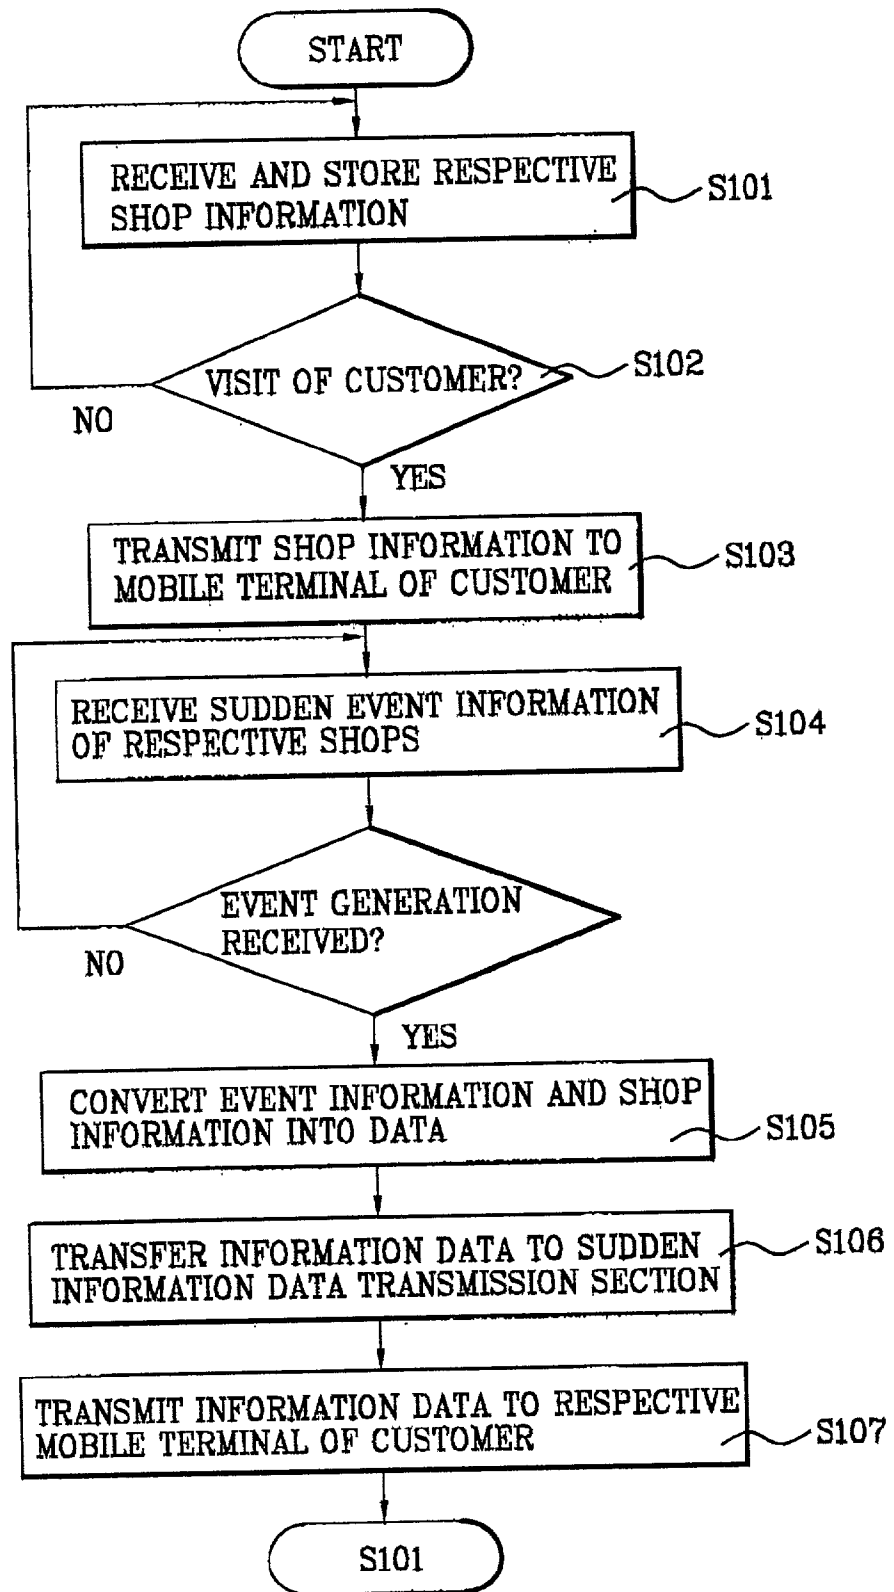 START
RECEIVE AND STORE RESPECTIVE
SHOP INFORMATION
S101
VISIT OF CUSTOMER?
S102
NO
YES
TRANSMIT SHOP INFORMATION TO
MOBILE TERMINAL OF CUSTOMER
S103
RECEIVE SUDDEN EVENT INFORMATION
OF RESPECTIVE SHOPS
S104
EVENT GENERATION
RECEIVED?
NO
YES
CONVERT EVENT INFORMATION AND SHOP
INFORMATION INTO DATA
S105
TRANSFER INFORMATION DATA TO SUDDEN
INFORMATION DATA TRANSMISSION SECTION
S106
TRANSMIT INFORMATION DATA TO RESPECTIVE
MOBILE TERMINAL OF CUSTOMER
S107
S101